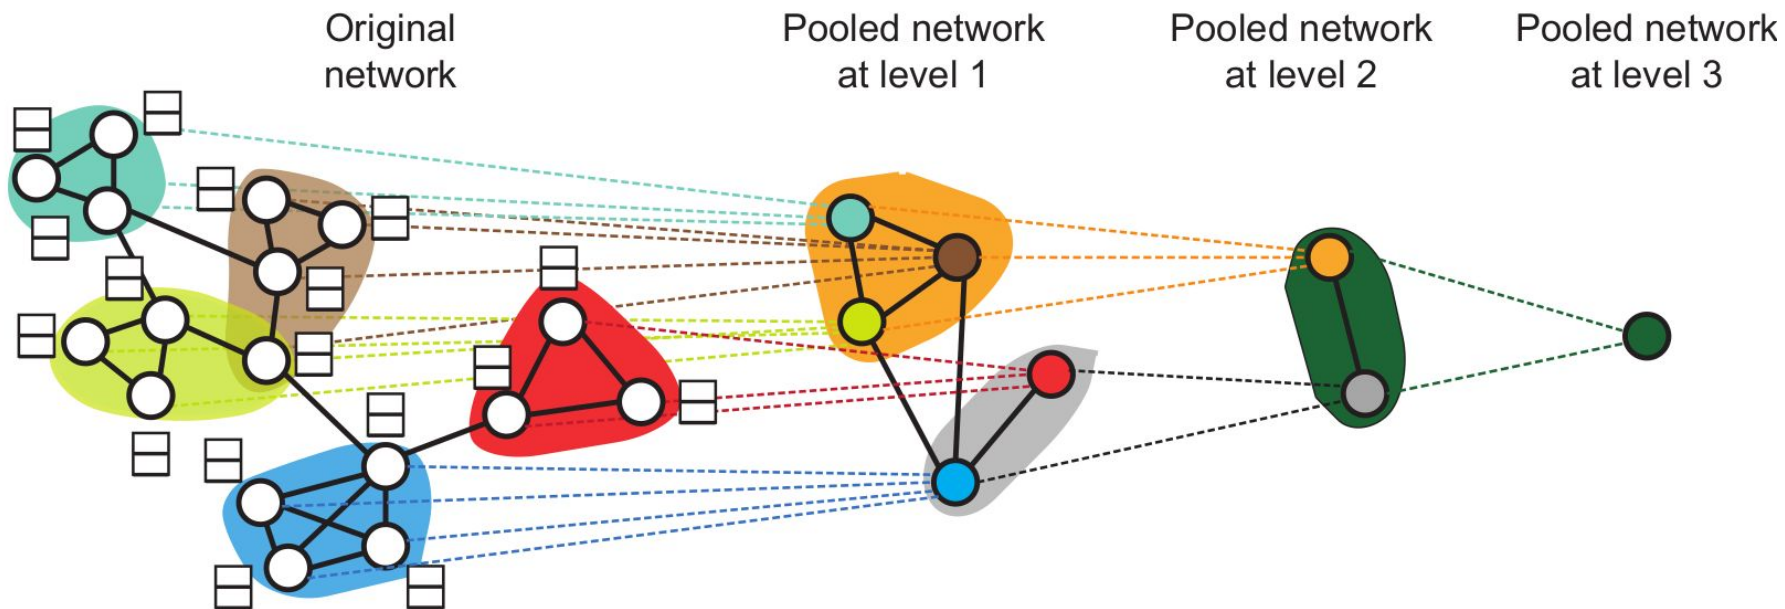 Original
network
Pooled network
at level 1
Pooled network
at level 2
Pooled network
at level 3